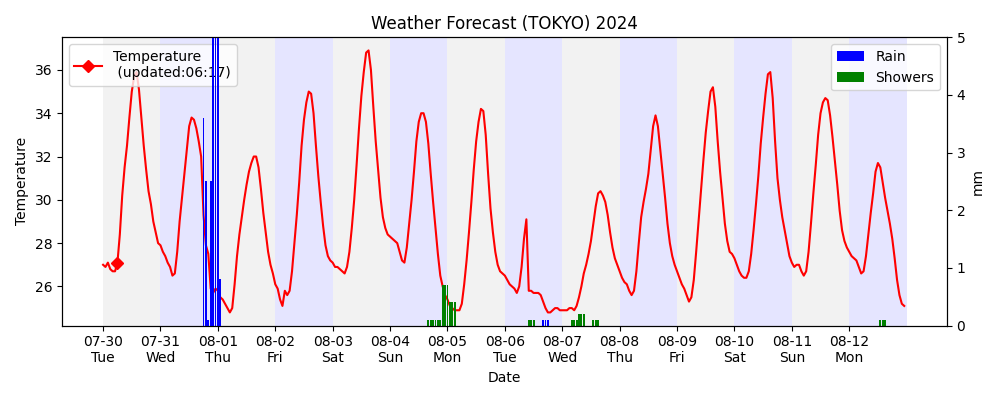 Weather Forecast (TOKYO) 2024
Temperature
(updated:06:17)
Rain
Showers
Temperature
36
34
32
30
28
26
5
4
3
2
1
0
mm
07-30 07-31 08-01 08-02 08-03 08-04 08-05 08-06 08-07 08-08 08-09 08-10 08-11 08-12
Tue Wed Thu Fri Sat Sun Mon Tue Wed Thu Fri Sat Sun Mon
Date